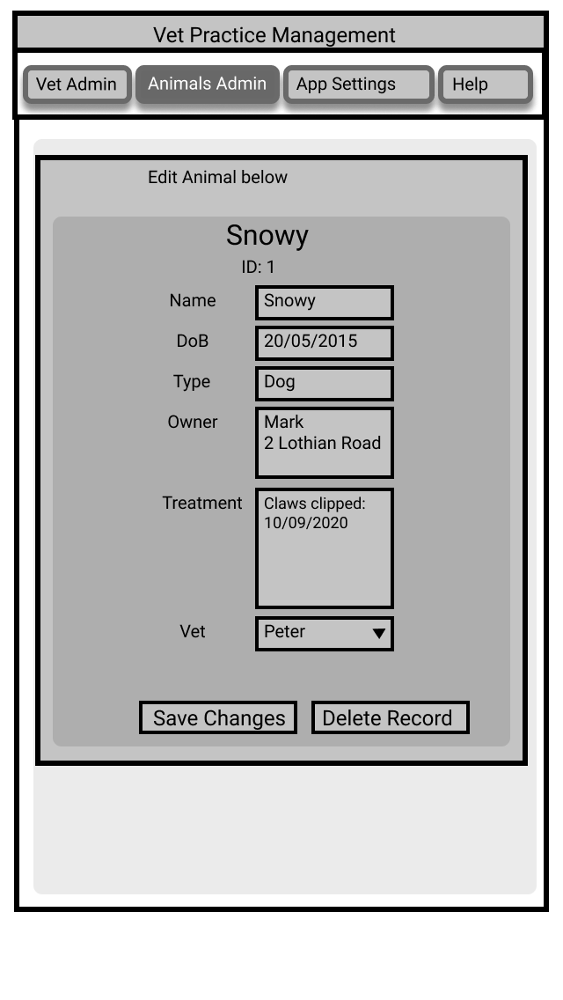 Vet Practice Management
Vet Admin Animals Admin App Settings Help
Edit Animal below
Snowy
ID: 1
Name Snowy
DoB 20/05/2015
Type Dog
Owner Mark
2 Lothian Road
Treatment Claws clipped:
10/09/2020
Vet Peter
Save Changes Delete Record